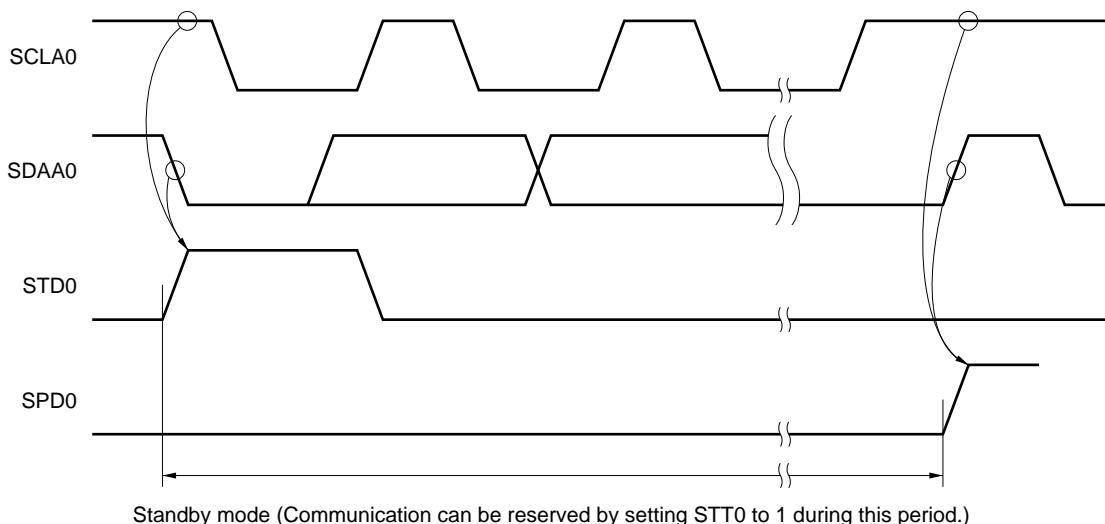 SCLA0
SDAA0
STD0
SPD0
Standby mode (Communication can be reserved by setting STT0 to 1 during this period.)